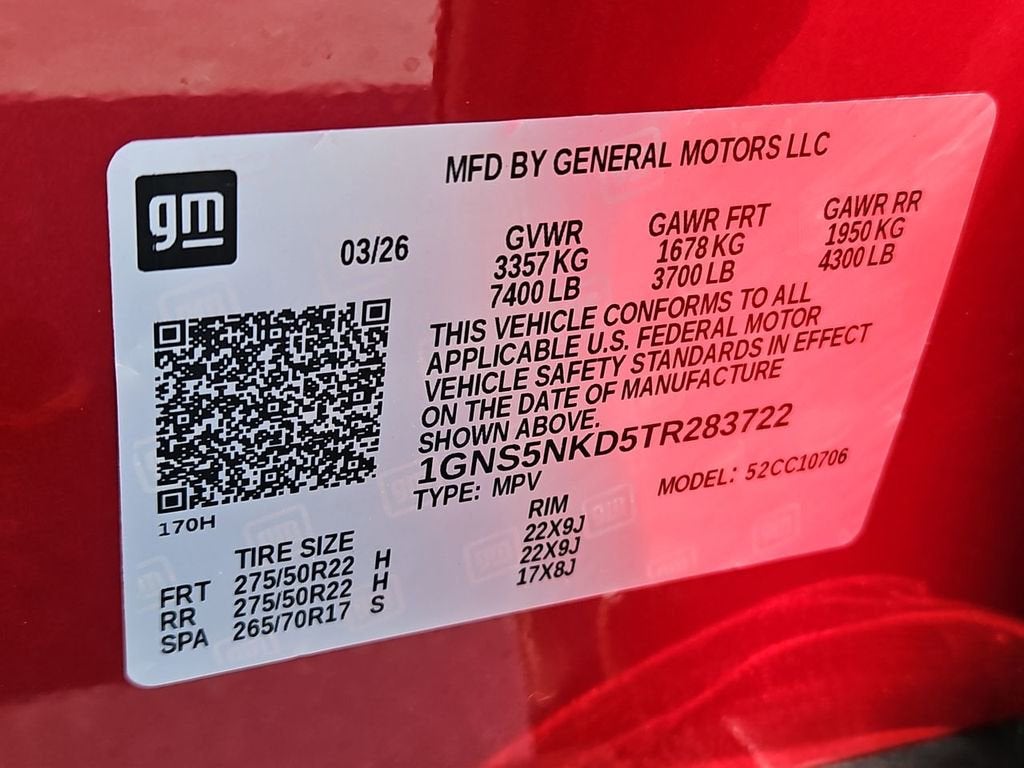 gm
MFD BY GENERAL MOTORS LLC
03/26
GVWR
3357 KG
7400 LB
GAWR FRT
1678 KG
3700 LB
GAWR RR
1950 KG
4300 LB
THIS VEHICLE CONFORMS TO ALL
APPLICABLE U.S. FEDERAL MOTOR
VEHICLE SAFETY STANDARDS IN EFFECT
ON THE DATE OF MANUFACTURE
SHOWN ABOVE.
1GNS5NKD5TR283722
TYPE: MPV MODEL: 52CC10706
170H
TIRE SIZE RIM
FRT 275/50R22 H 22X9J
RR 275/50R22 H 22X9J
SPA 265/70R17 S 17X8J